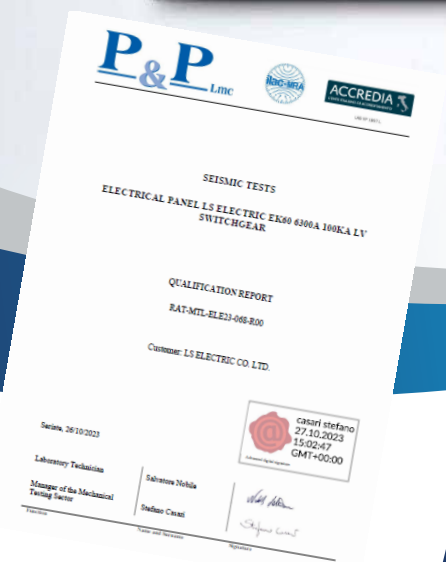 P&P Lmc
ilac-MRA
ACCREDIA
SEISMIC TESTS
ELECTRICAL PANEL LS ELECTRIC EK60 6300A 100KA LV
SWITCHGEAR
QUALIFICATION REPORT
RAT-MTL-ELE23-068-R00
Customer: LS ELECTRIC CO. LTD.
casari stefano
27.10.2023
15:02:47
GMT+00:00
Seriate, 26/10/2023
Laboratory Technician
Salvatore Nobile
Manager of the Mechanical
Testing Sector
Stefano Casari
Function
Name and Surname
Signature